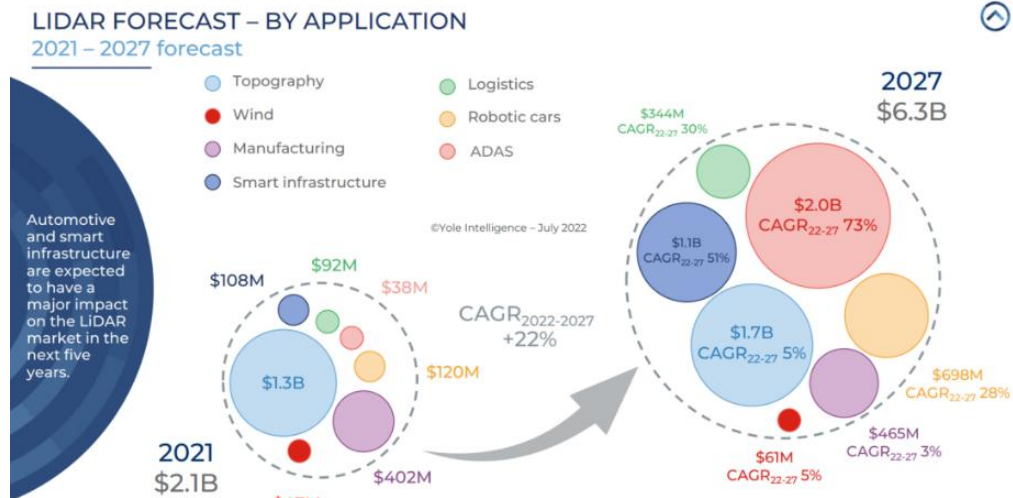 LIDAR FORECAST – BY APPLICATION
2021 – 2027 forecast
Topography
Wind
Manufacturing
Smart infrastructure
Logistics
Robotic cars
ADAS
Automotive
and smart
infrastructure
are expected
to have a
major impact
on the LiDAR
market in the
next five
years.
©Yole Intelligence – July 2022
$108M
$92M
$38M
$120M
$1.3B
$402M
2021
$2.1B
CAGR2022-2027
+22%
2027
$6.3B
$344M
CAGR22-27 30%
$2.0B
CAGR22-27 73%
$1.1B
CAGR22-27 51%
$1.7B
CAGR22-27 5%
$698M
CAGR22-27 28%
$465M
CAGR22-27 3%
$61M
CAGR22-27 5%